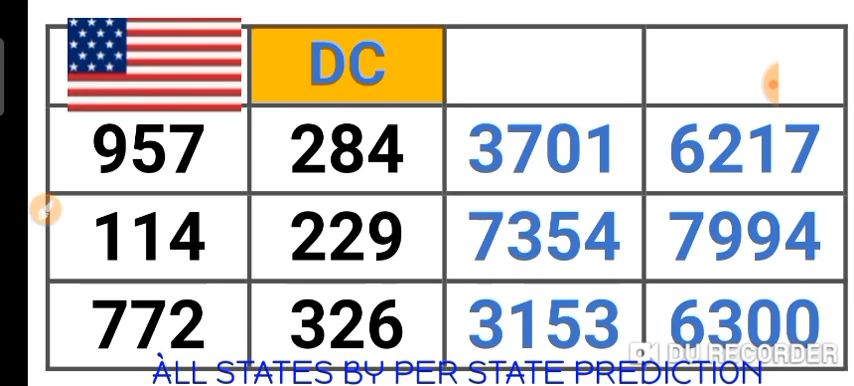 DC
957 284 3701 6217
114 229 7354 7994
772 326 3153 6300
DU RECORDER
ÀLL STATES BY PER STATE PREDICTION